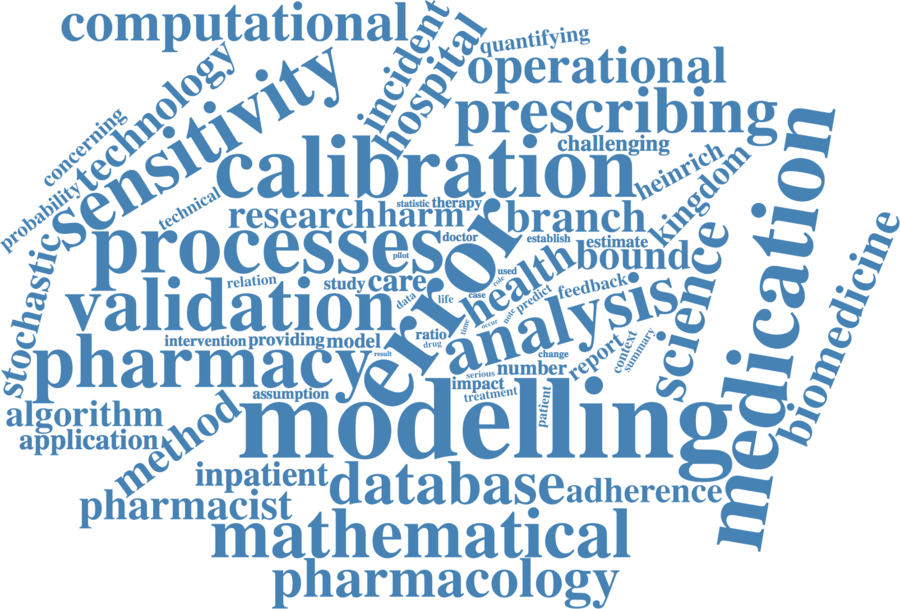 computational
incident
hospital
quantifying
operational
technology
sensitivity
prescribing
concerning
medication
calibration
challenging
heinrich
kingdom
probability
technical
statistic
therapy
research
harm
error
branch
processes
doctor
establish
estimate
bound
biomedicine
stochastic
pilot
health
science
relation
study
care
used
role
validation
data
life
case
predict
feedback
analysis
time
occur
note
intervention
providing
model
ratio
drug
context
summary
report
pharmacy
result
change
number
serious
impact
treatment
patient
assumption
modelling
algorithm
application
method
inpatient
database
adherence
pharmacist
mathematical
pharmacology